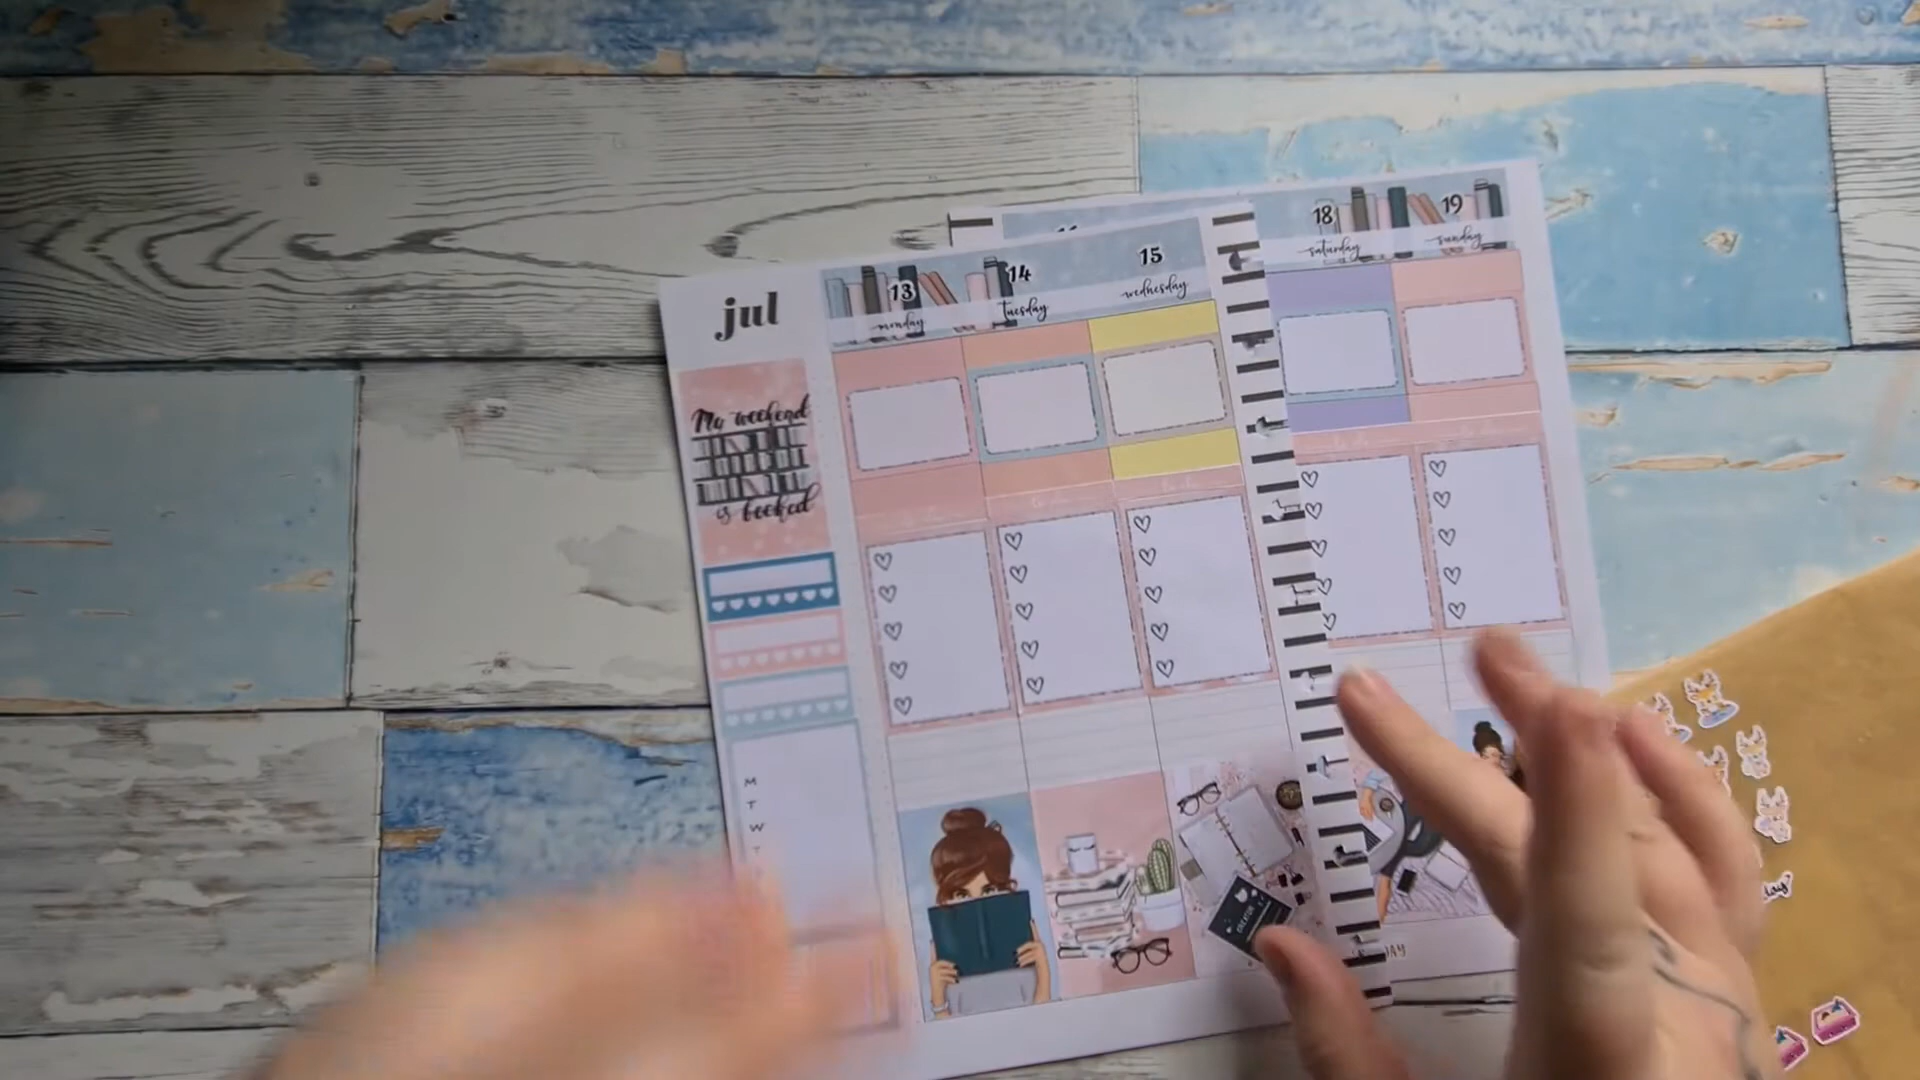 jul
13
14
15
18
19
monday
tuesday
wednesday
saturday
sunday
My weekend
is booked
M
T
W
T